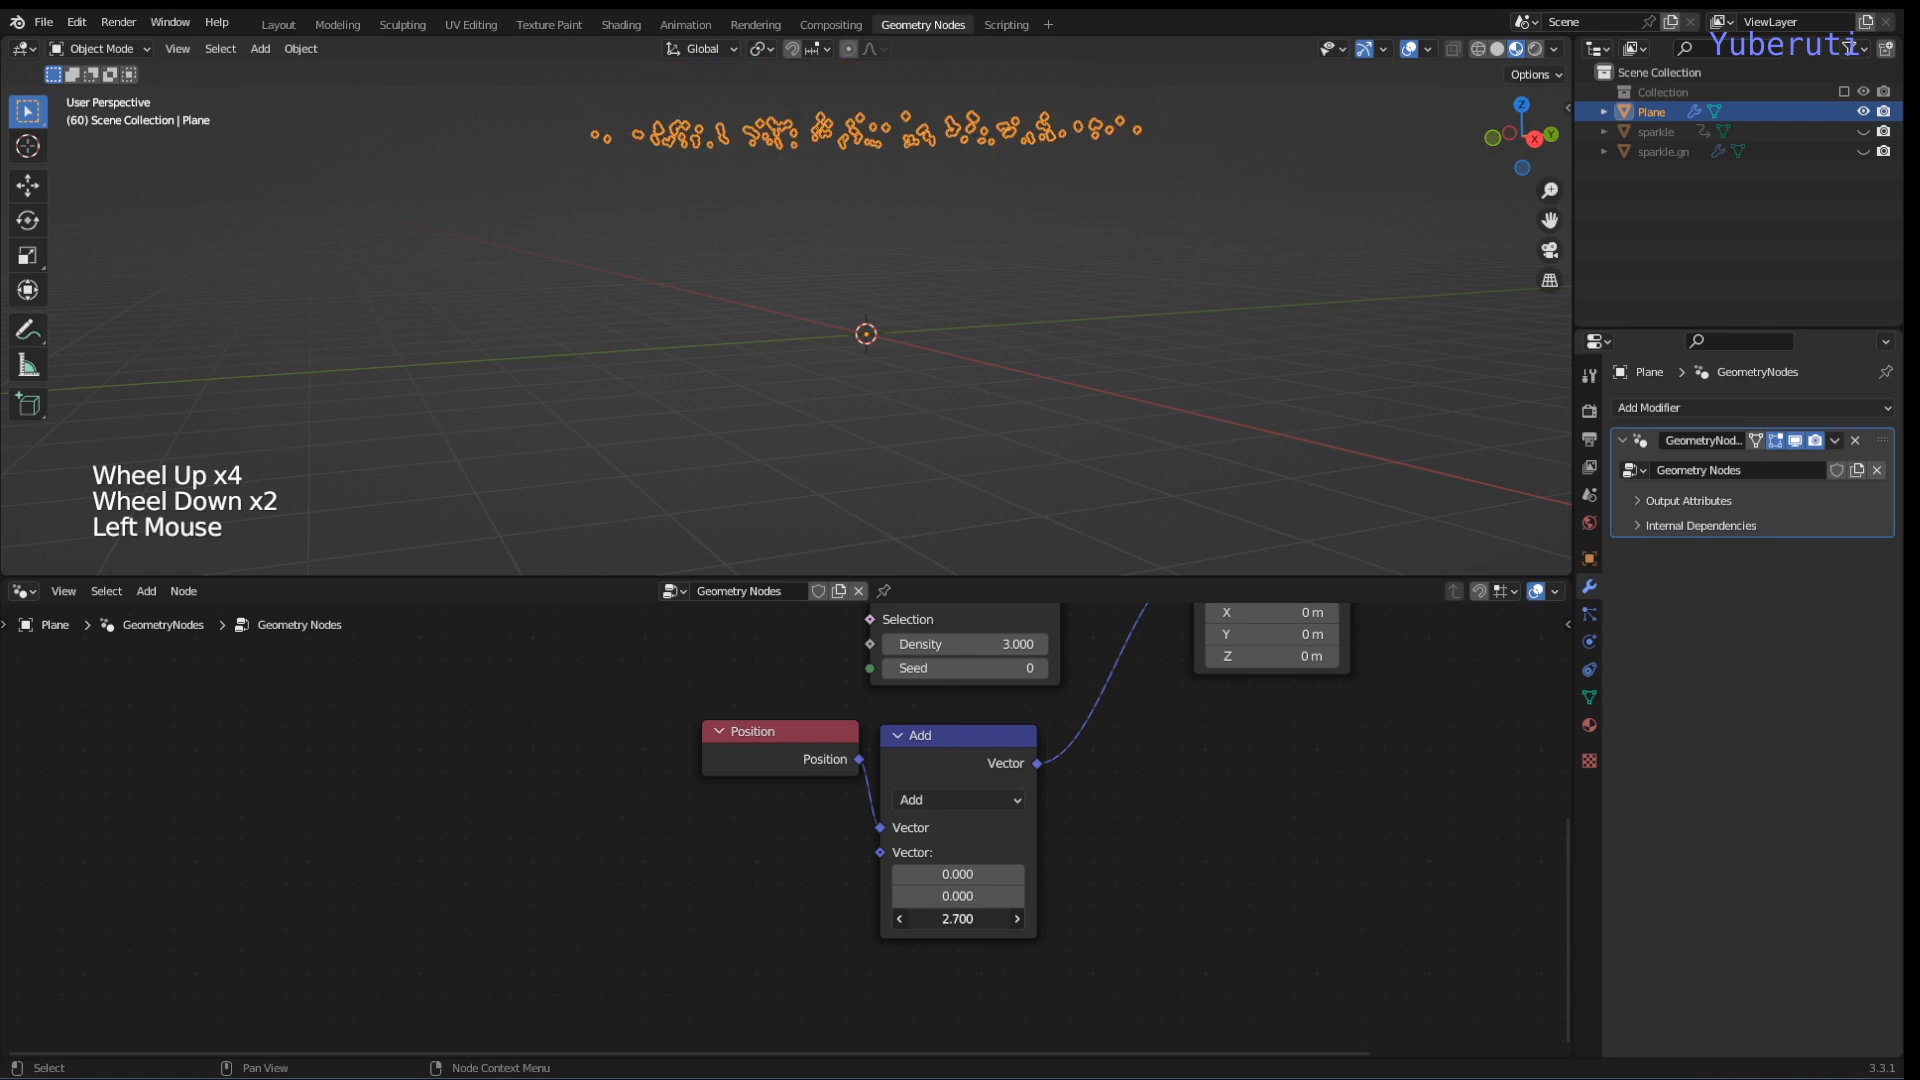 File Edit Render Window Help Layout Modeling Sculpting UV Editing Texture Paint Shading Animation Rendering Compositing Geometry Nodes Scripting + Scene ViewLayer
Yuberuti
Object Mode View Select Add Object Global
Options
User Perspective
(60) Scene Collection | Plane
Z
Y
X
Scene Collection
Collection
Plane
sparkle
sparkle.gn
Plane > GeometryNodes
Add Modifier
GeometryNod...
Geometry Nodes
Output Attributes
Internal Dependencies
Wheel Up x4
Wheel Down x2
Left Mouse
View Select Add Node Geometry Nodes
Plane > GeometryNodes > Geometry Nodes
Selection
Density 3.000
Seed 0
X 0 m
Y 0 m
Z 0 m
Position
Position
Add
Vector
Add
Vector
Vector:
0.000
0.000
2.700
Select Pan View Node Context Menu 3.3.1